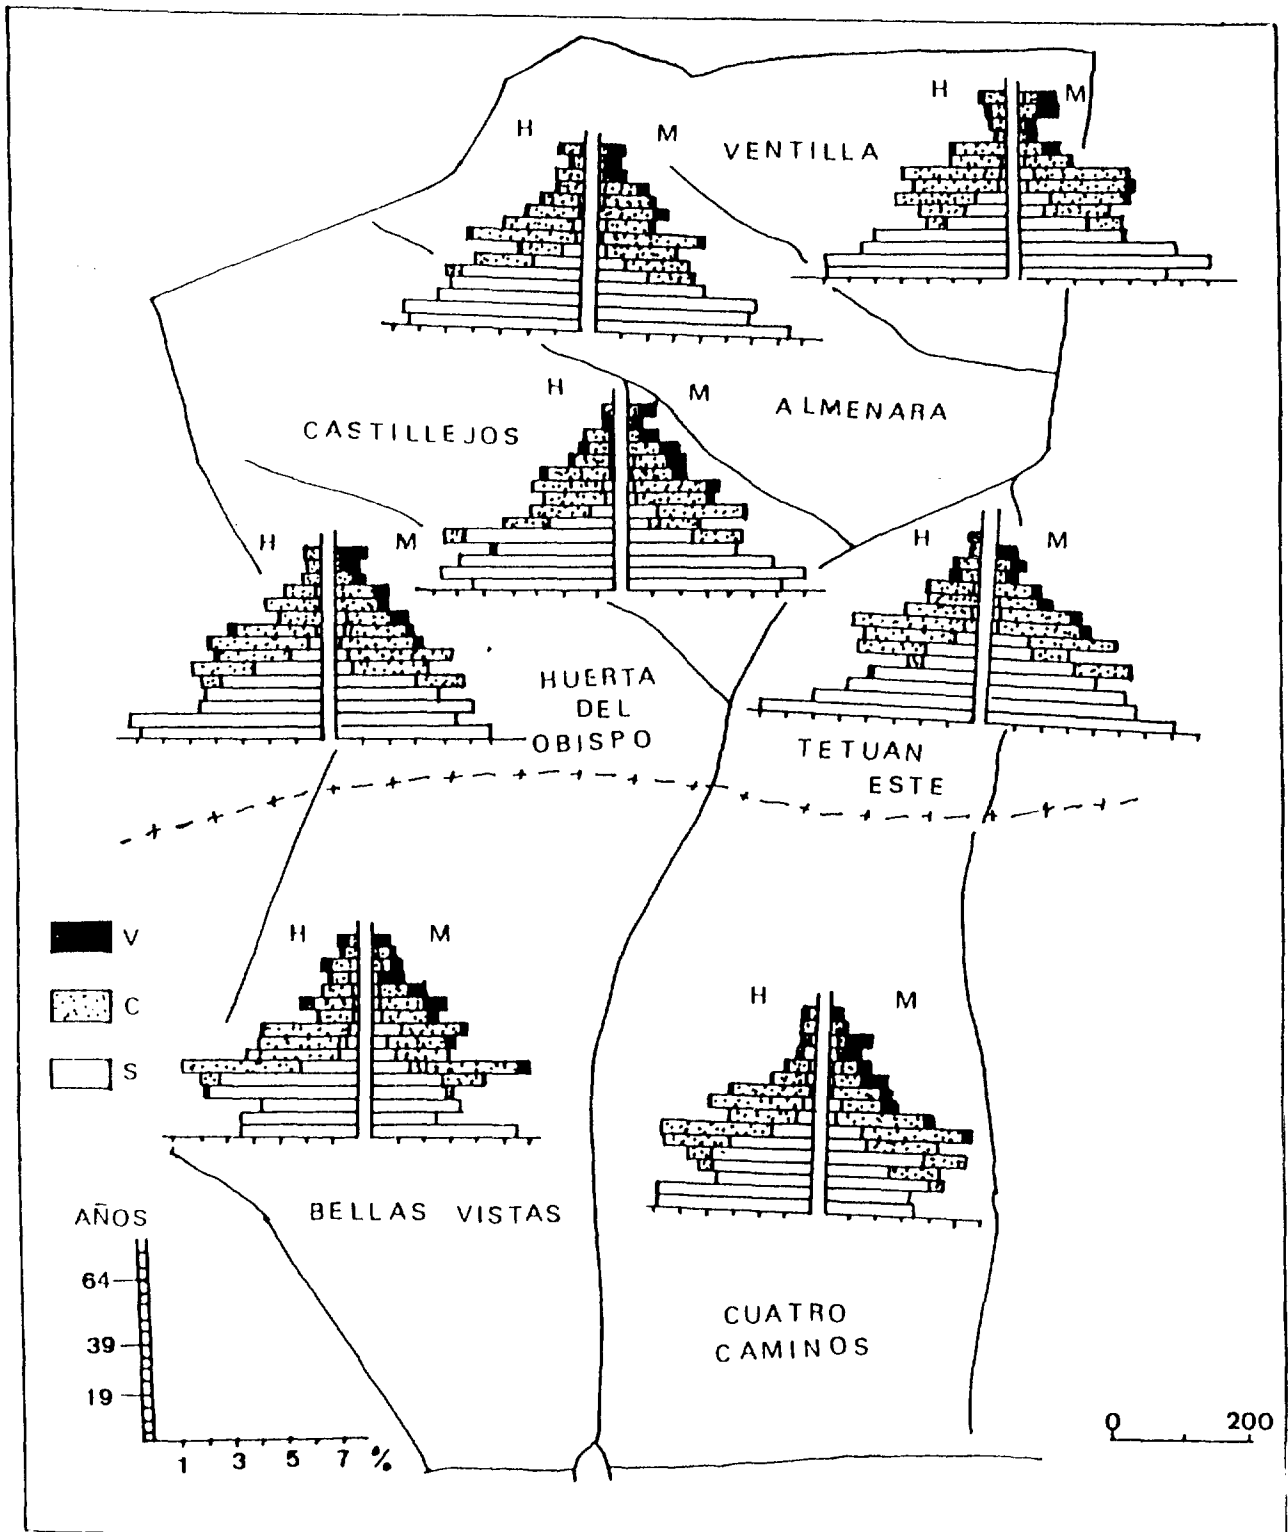 H M
VENTILLA
H M
H M
ALMENARA
CASTILLEJOS
H M
H M
HUERTA
DEL
OBISPO
TETUAN
ESTE
V
C
S
H M
H M
BELLAS VISTAS
AÑOS
64
39
19
1 3 5 7 %
CUATRO
CAMINOS
0 200